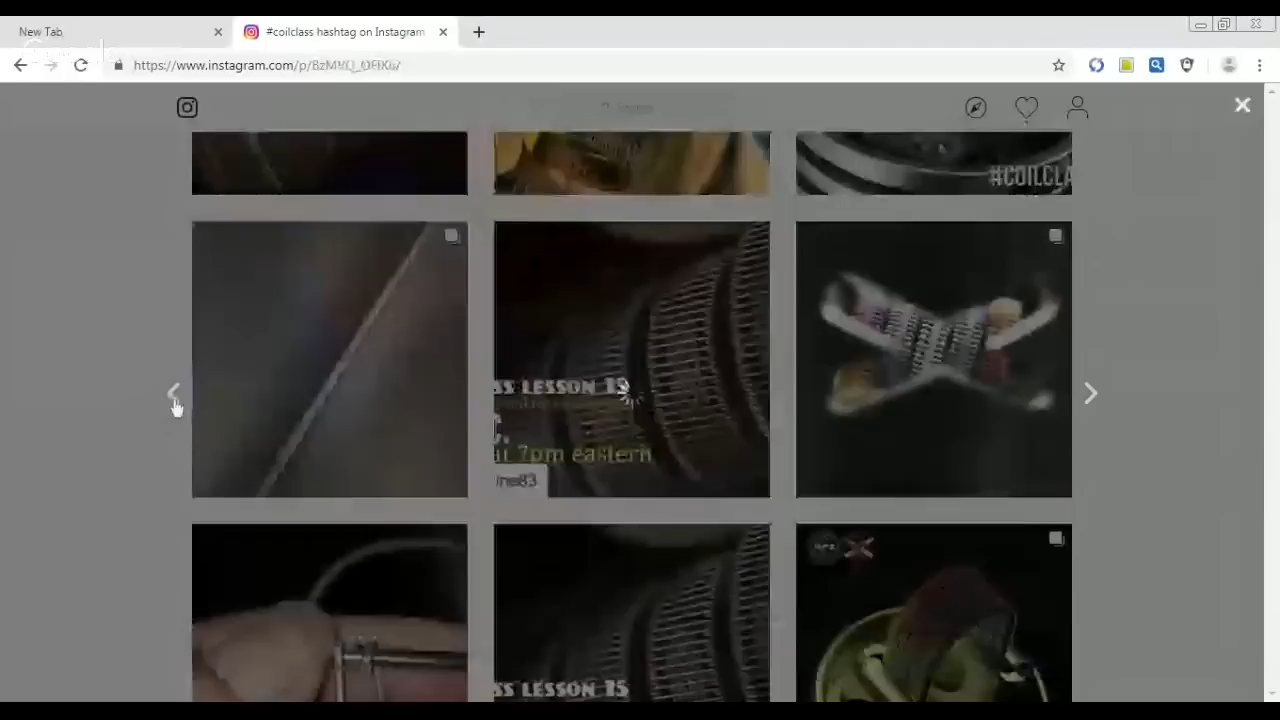 New Tab
#coilclass hashtag on Instagram
https://www.instagram.com/p/
#COILCLA
SS LESSON 15
at 7pm eastern
ine83
SS LESSON 15